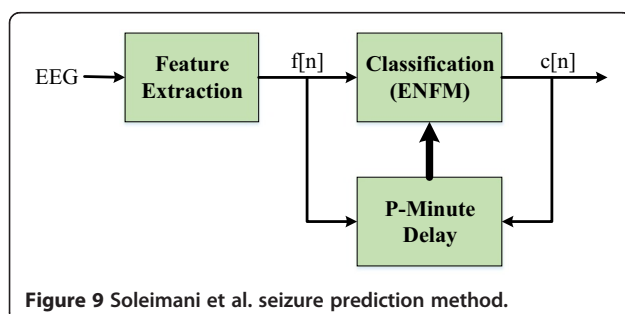 EEG
Feature
Extraction
f[n]
Classification
(ENFM)
c[n]
P-Minute
Delay
Figure 9 Soleimani et al. seizure prediction method.